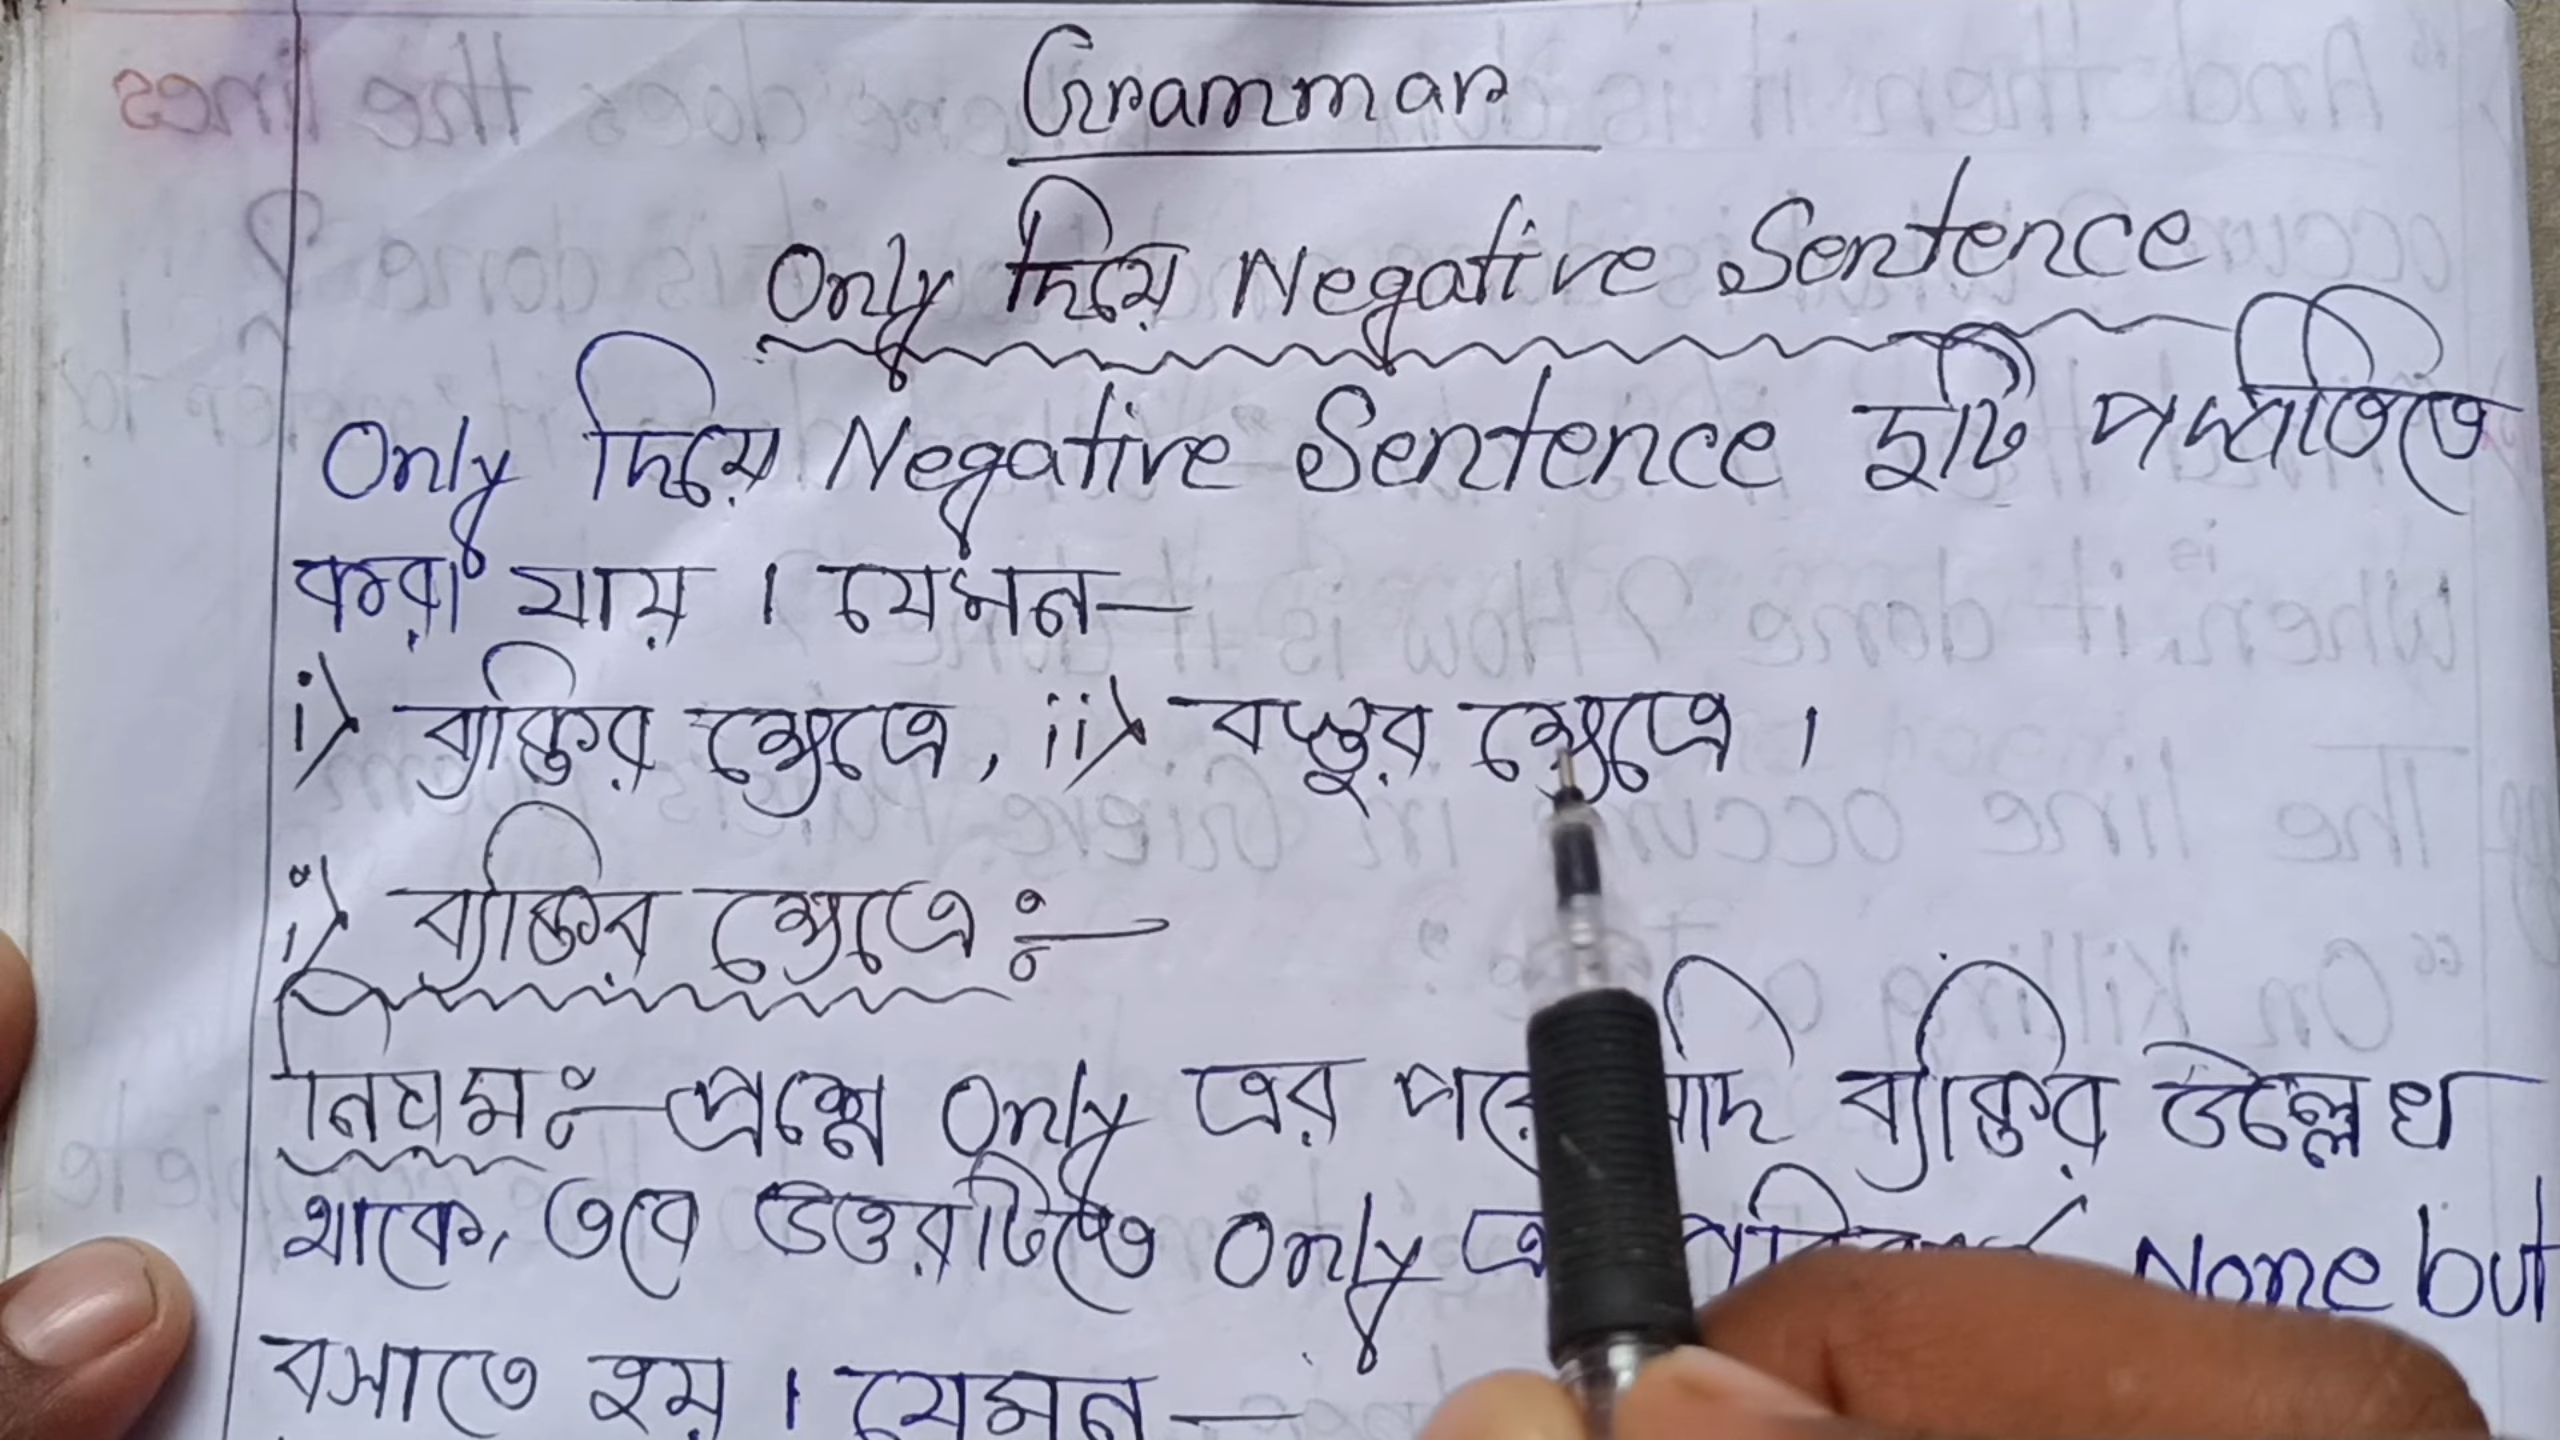 Grammar
Only দিয়ে Negative Sentence
Only দিয়ে Negative Sentence দুটি পদ্ধতিতে
করা যায় । যেমন—
i) ব্যক্তির ক্ষেত্রে, ii) বস্তুর ক্ষেত্রে ।
i) ব্যক্তির ক্ষেত্রে :—
নিয়ম :— প্রশ্নে Only এর পরে যদি ব্যক্তির উল্লেখ
থাকে, তবে উত্তরটিতে Only None but
বসাতে হয় । যেমন—